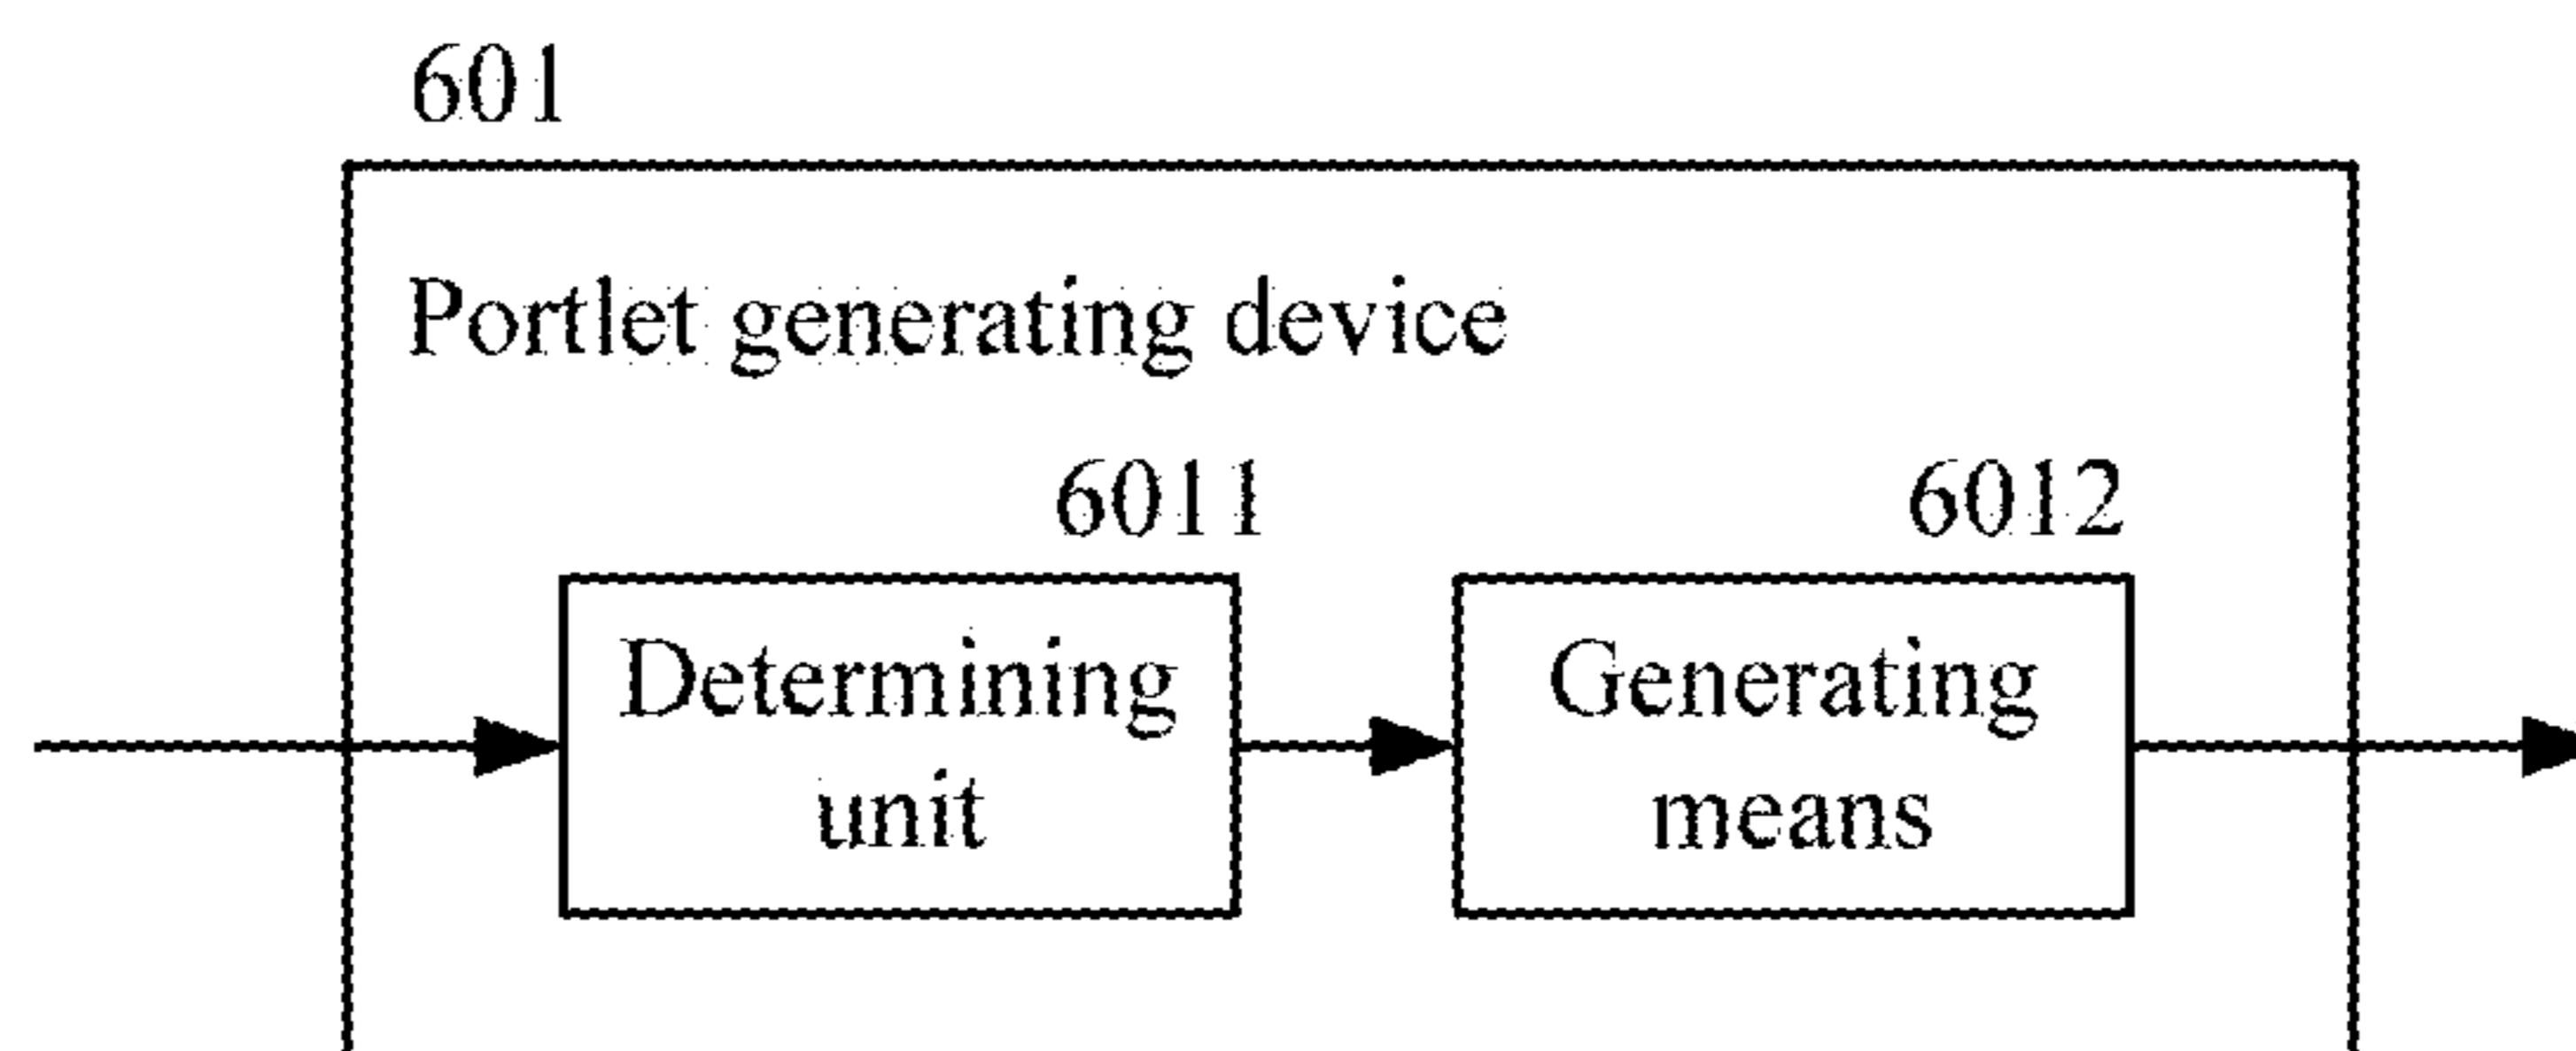 601
Portlet generating device
6011
6012
Determining
unit
Generating
means